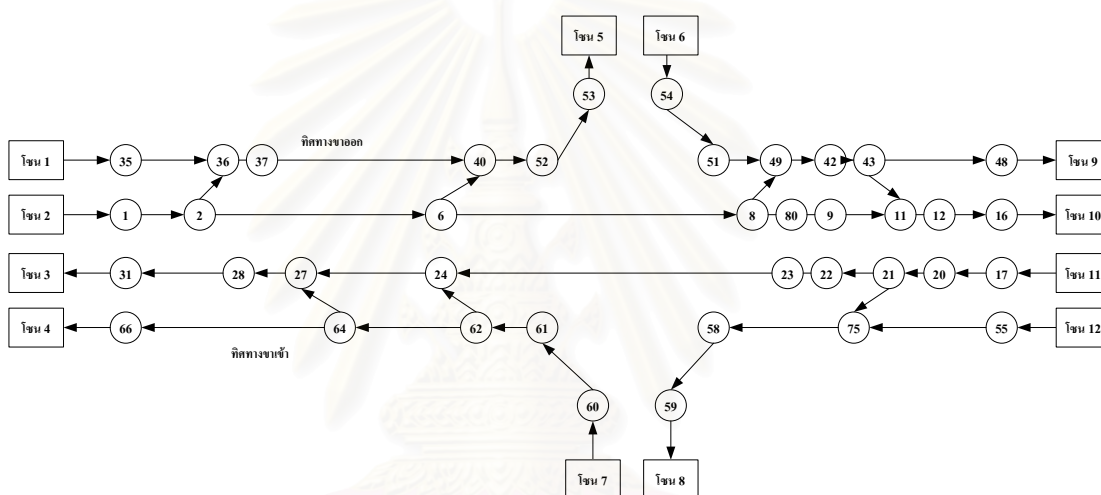 โซน 5 โซน 6
53 54
ทิศทางขาออก
โซน 1 35 36 37 40 52 51 49 42 43 48 โซน 9
โซน 2 1 2 6 8 80 9 11 12 16 โซน 10
โซน 3 31 28 27 24 23 22 21 20 17 โซน 11
โซน 4 66 64 62 61 58 75 55 โซน 12
ทิศทางขาเข้า
60 59
โซน 7 โซน 8